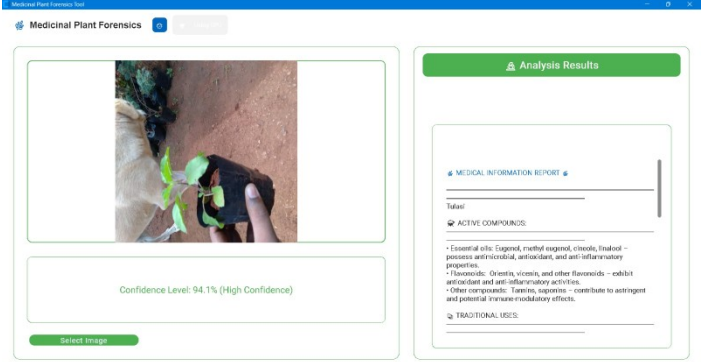 Medicinal Plant Forensics Tool
Medicinal Plant Forensics
Analysis Results
Confidence Level: 94.1% (High Confidence)
Select Image
MEDICAL INFORMATION REPORT
Tulasi
ACTIVE COMPOUNDS:
• Essential oils: Eugenol, methyl eugenol, cineole, linalool –
possess antimicrobial, antioxidant, and anti-inflammatory
properties.
• Flavonoids: Orientin, vicenin, and other flavonoids – exhibit
antioxidant and anti-inflammatory activities.
• Other compounds: Tannins, saponins – contribute to astringent
and potential immune-modulatory effects.
TRADITIONAL USES: